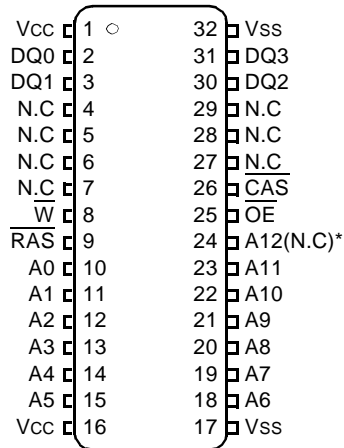 VCC 1 32 VSS
DQ0 2 31 DQ3
DQ1 3 30 DQ2
N.C 4 29 N.C
N.C 5 28 N.C
N.C 6 27 N.C
N.C 7 26 CAS
W 8 25 OE
RAS 9 24 A12(N.C)*
A0 10 23 A11
A1 11 22 A10
A2 12 21 A9
A3 13 20 A8
A4 14 19 A7
A5 15 18 A6
VCC 16 17 VSS